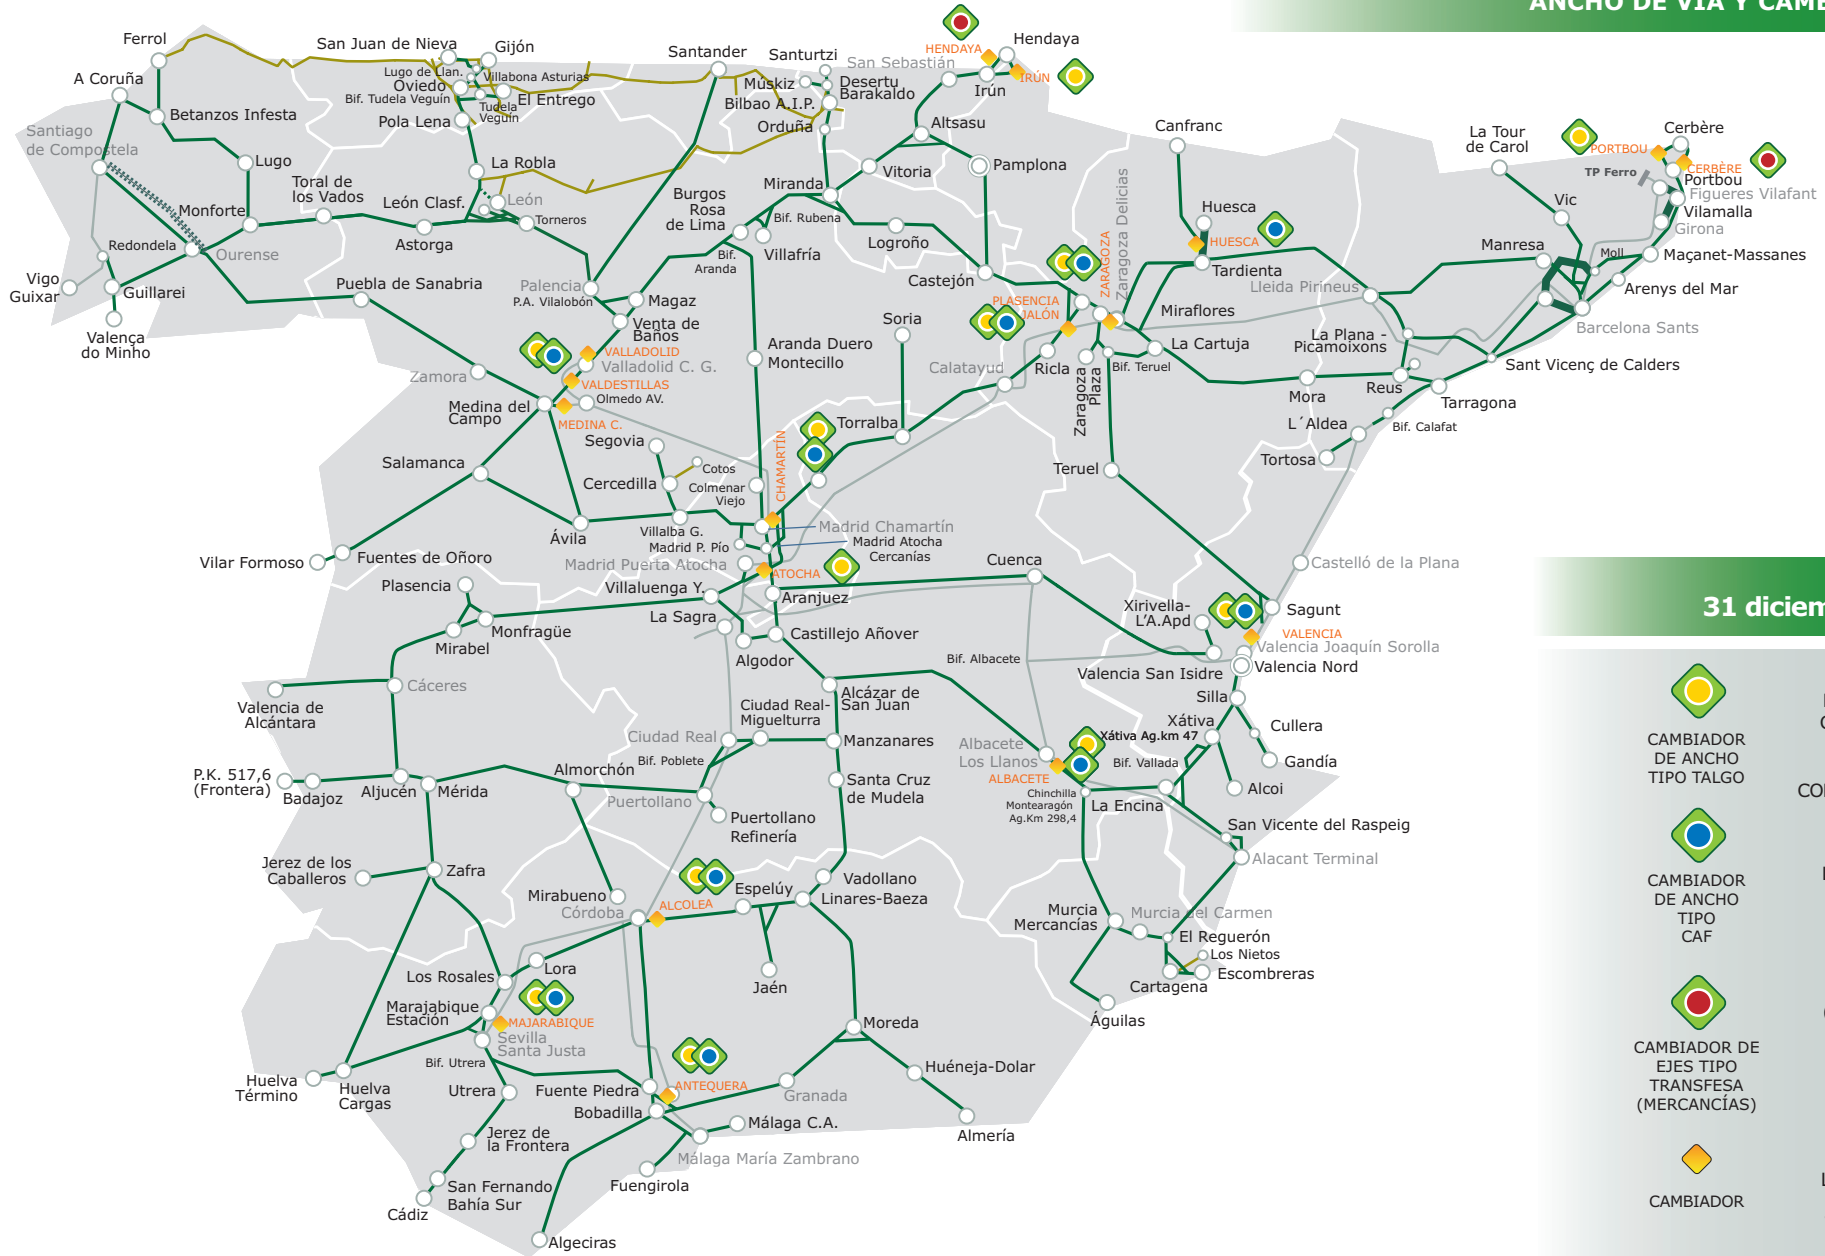 ANCHO DE VÍA Y CAMB
Ferrol
San Juan de Nieva
Gijón
Santander
Santurtzi
HENDAYA
Hendaya
San Sebastián
IRÚN
Irún
A Coruña
Lugo de Llan.
Villabona Asturias
Oviedo
Bif. Tudela Veguín
Tudela
Veguín
El Entrego
Múskiz
Desertu
Barakaldo
Bilbao A.I.P.
Orduña
Altsasu
Canfranc
La Tour
de Carol
Cerbère
PORTBOU
CERBÈRE
TP Ferro
Portbou
Figueres Vilafant
Vilamalla
Girona
Betanzos Infesta
Pola Lena
Santiago
de Compostela
Lugo
La Robla
Toral de
los Vados
León Clasf.
León
Torneros
Monforte
Astorga
Redondela
Ourense
Vigo
Guixar
Guillarei
Valença
do Minho
Puebla de Sanabria
Palencia
P.A. Vilalobón
Magaz
Venta de
Baños
Burgos
Rosa
de Lima
Miranda
Vitoria
Pamplona
Bif. Rubena
Villafría
Bif.
Aranda
Logroño
Castejón
Zaragoza Delicias
ZARAGOZA
Huesca
HUESCA
Tardienta
Vic
Manresa
Moll
Maçanet-Massanes
Arenys del Mar
Lleida Pirineus
Barcelona Sants
PLASENCIA
JALÓN
Miraflores
La Plana -
Picamoixons
La Cartuja
Sant Vicenç de Calders
Soria
Aranda Duero
Montecillo
VALLADOLID
Valladolid C. G.
VALDESTILLAS
Olmedo AV.
Zamora
Medina del
Campo
MEDINA C.
Calatayud
Ricla
Zaragoza
Plaza
Bif. Teruel
Mora
Reus
Tarragona
Bif. Calafat
L´Aldea
Tortosa
Segovia
Cotos
Cercedilla
Colmenar
Viejo
CHAMARTÍN
Torralba
Teruel
Salamanca
Ávila
Villalba G.
Madrid P. Pío
Madrid Chamartín
Madrid Atocha
Cercanías
Vilar Formoso
Fuentes de Oñoro
Madrid Puerta Atocha
ATOCHA
Plasencia
Villaluenga Y.
Aranjuez
Cuenca
Castelló de la Plana
31 diciem
Monfragüe
Mirabel
La Sagra
Castillejo Añover
Algodor
Xirivella-
L'A.Apd
Sagunt
VALENCIA
Valencia Joaquín Sorolla
Valencia Nord
Bif. Albacete
Valencia San Isidre
Cáceres
Valencia de
Alcántara
Alcázar de
San Juan
Silla
Cullera
Gandía
Ciudad Real-
Miguelturra
Ciudad Real
Bif. Poblete
Manzanares
Albacete
Los Llanos
ALBACETE
Xátiva
Xátiva Ag.km 47
Bif. Vallada
P.K. 517,6
(Frontera)
Badajoz
Aljucén
Mérida
Almorchón
Puertollano
Puertollano
Refinería
Santa Cruz
de Mudela
Chinchilla
Montearagón
Ag.Km 298,4
La Encina
Alcoi
San Vicente del Raspeig
Alacant Terminal
Jerez de los
Caballeros
Zafra
Mirabueno
Córdoba
ALCOLEA
Espelúy
Vadollano
Linares-Baeza
Murcia
Mercancías
Murcia del Carmen
El Reguerón
Los Nietos
Escombreras
Cartagena
Águilas
Los Rosales
Lora
Jaén
Marajabique
Estación
MAJARABIQUE
Sevilla
Santa Justa
Bif. Utrera
Moreda
Huelva
Término
Huelva
Cargas
Utrera
Fuente Piedra
Bobadilla
ANTEQUERA
Granada
Huéneja-Dolar
Almería
Jerez de
la Frontera
Málaga C.A.
Málaga María Zambrano
Fuengirola
San Fernando
Bahía Sur
Cádiz
Algeciras
CAMBIADOR
DE ANCHO
TIPO TALGO
CAMBIADOR
DE ANCHO
TIPO
CAF
CAMBIADOR DE
EJES TIPO
TRANSFESA
(MERCANCÍAS)
CAMBIADOR